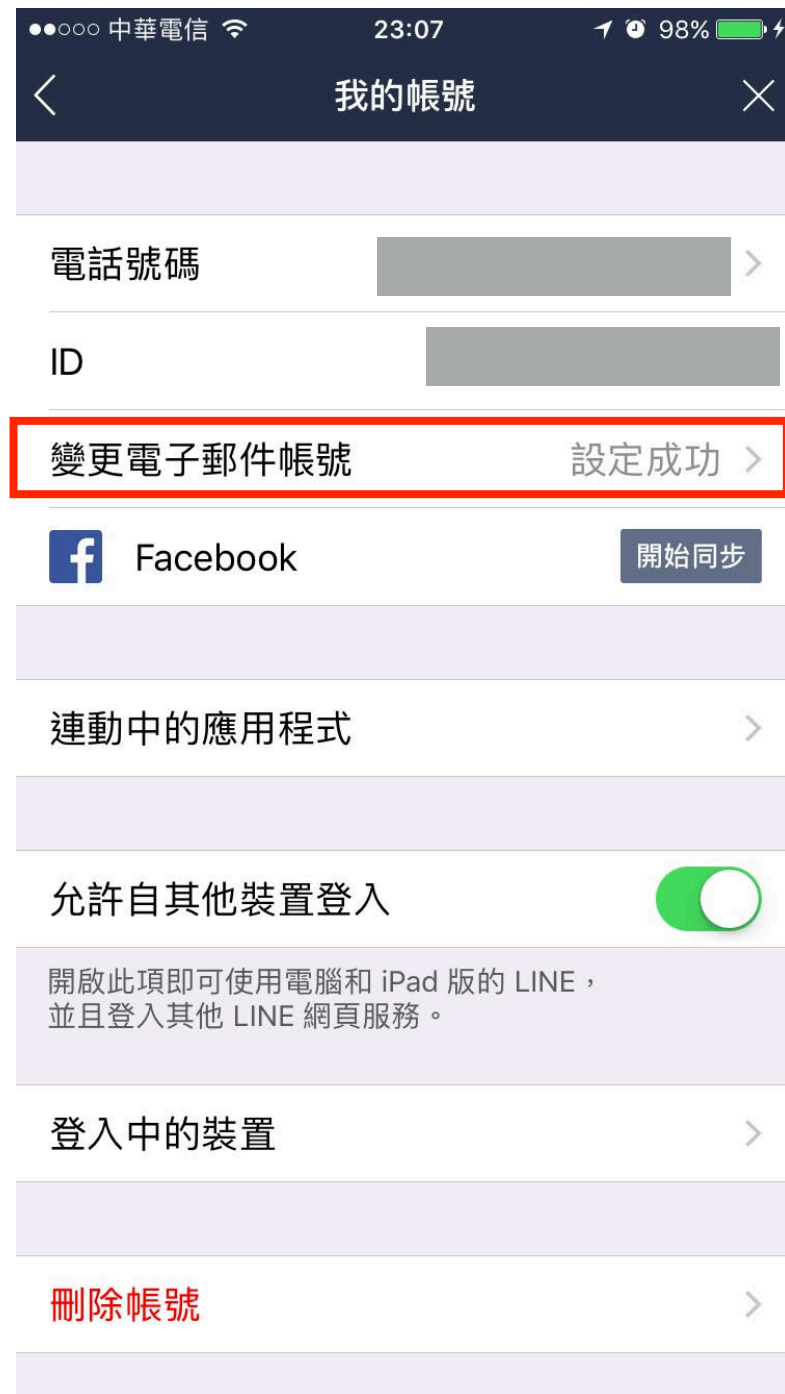 中華電信 23:07 98%
我的帳號
電話號碼
ID
變更電子郵件帳號 設定成功
Facebook 開始同步
連動中的應用程式
允許自其他裝置登入
開啟此項即可使用電腦和 iPad 版的 LINE，
並且登入其他 LINE 網頁服務。
登入中的裝置
刪除帳號